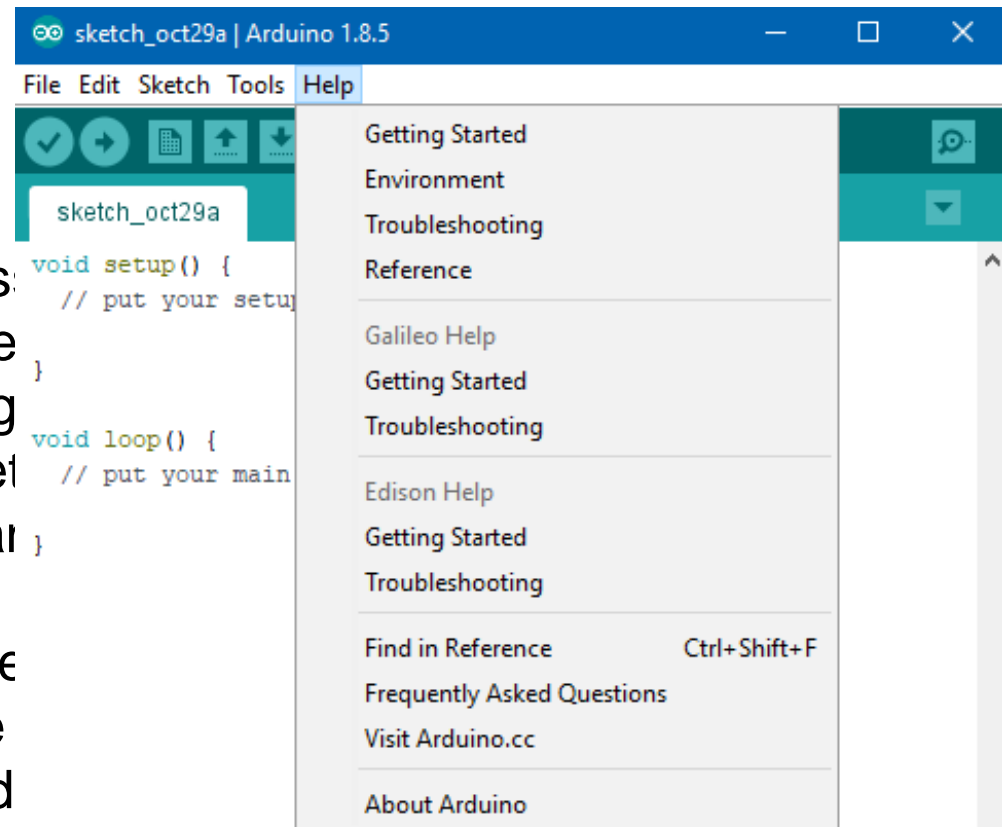 sketch_oct29a | Arduino 1.8.5
File Edit Sketch Tools Help
sketch_oct29a
void setup() {
// put your setup
}
void loop() {
// put your main
}
Getting Started
Environment
Troubleshooting
Reference
Galileo Help
Getting Started
Troubleshooting
Edison Help
Getting Started
Troubleshooting
Find in Reference Ctrl+Shift+F
Frequently Asked Questions
Visit Arduino.cc
About Arduino